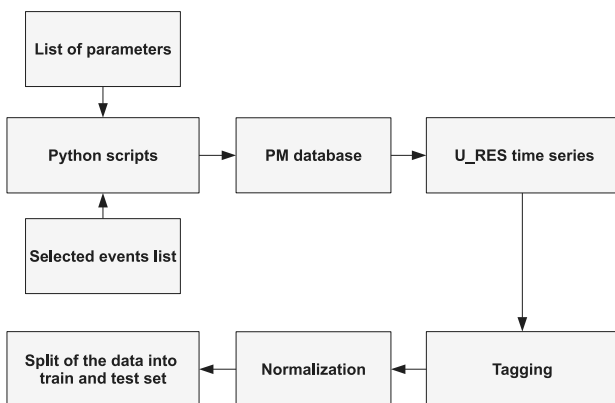 List of parameters
Python scripts
PM database
U_RES time series
Selected events list
Split of the data into
train and test set
Normalization
Tagging